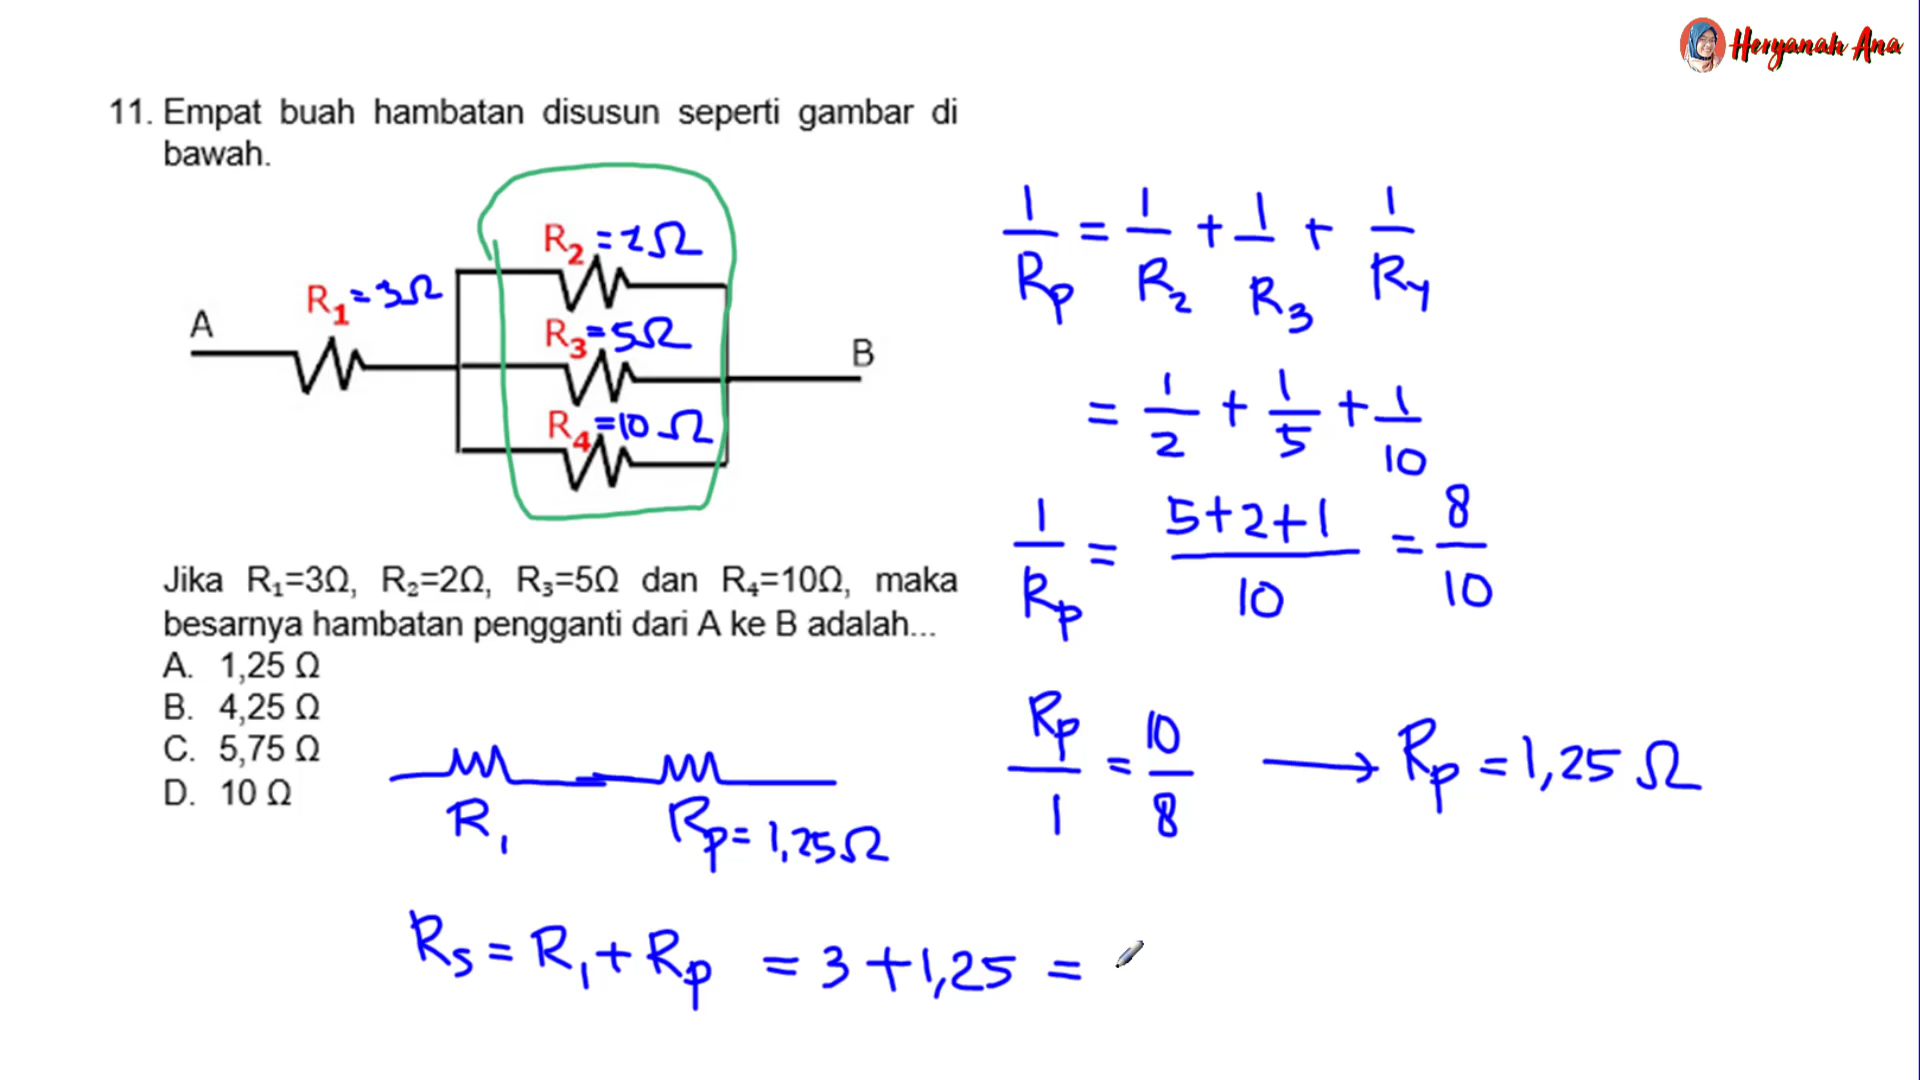 Heryanah Ana
11. Empat buah hambatan disusun seperti gambar di
bawah.
A
R1 =3Ω
R2 =2Ω
R3=5Ω
R4=10 Ω
B
Jika R₁=3Ω, R₂=2Ω, R₃=5Ω dan R₄=10Ω, maka
besarnya hambatan pengganti dari A ke B adalah...
A. 1,25 Ω
B. 4,25 Ω
C. 5,75 Ω
D. 10 Ω
R₁
Rp= 1,25Ω
Rs = R₁ + Rp = 3 + 1,25 =
1/Rp = 1/R2 + 1/R3 + 1/R4
= 1/2 + 1/5 + 1/10
1/Rp = 5+2+1/10 = 8/10
Rp/1 = 10/8 → Rp = 1,25 Ω